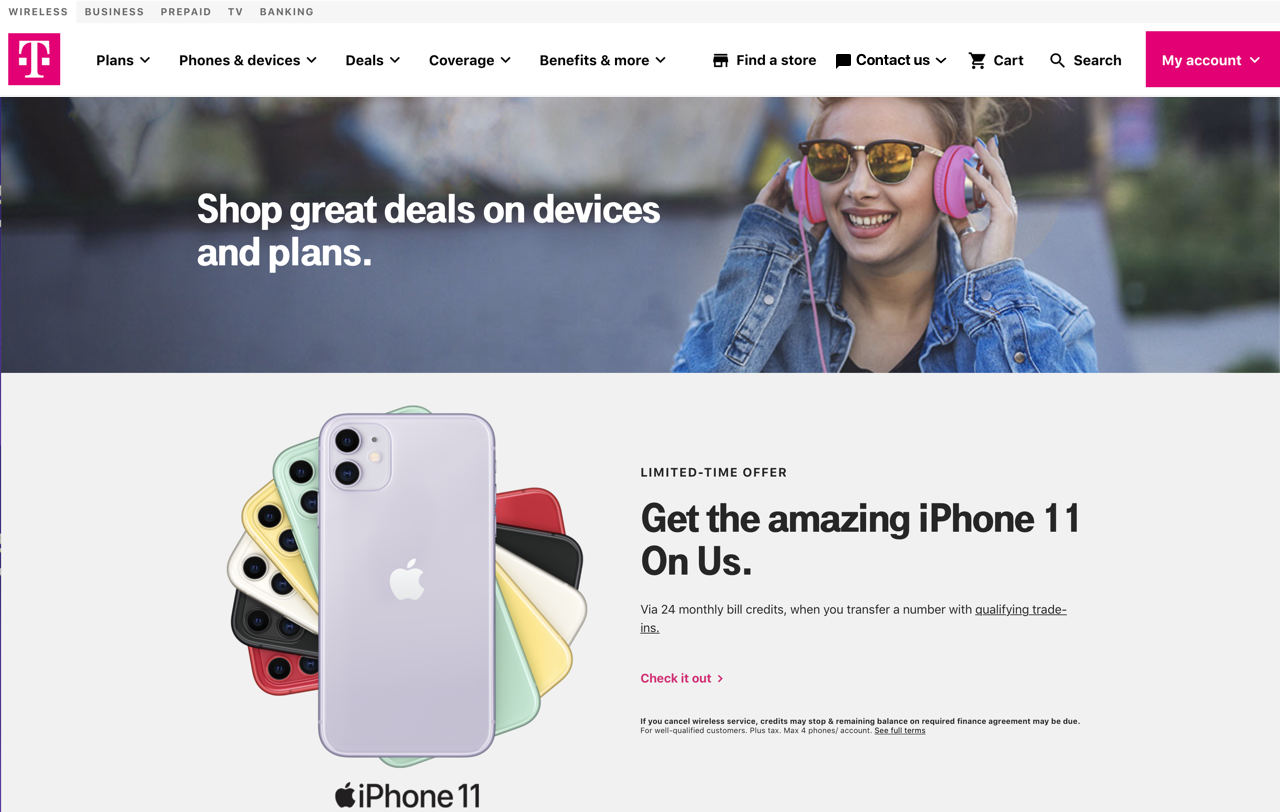 WIRELESS BUSINESS PREPAID TV BANKING
T Plans Phones & devices Deals Coverage Benefits & more Find a store Contact us Cart Search My account
Shop great deals on devices
and plans.
LIMITED-TIME OFFER
Get the amazing iPhone 11
On Us.
Via 24 monthly bill credits, when you transfer a number with qualifying trade-
ins.
Check it out
If you cancel wireless service, credits may stop & remaining balance on required finance agreement may be due.
For well-qualified customers. Plus tax. Max 4 phones/ account. See full terms
iPhone 11